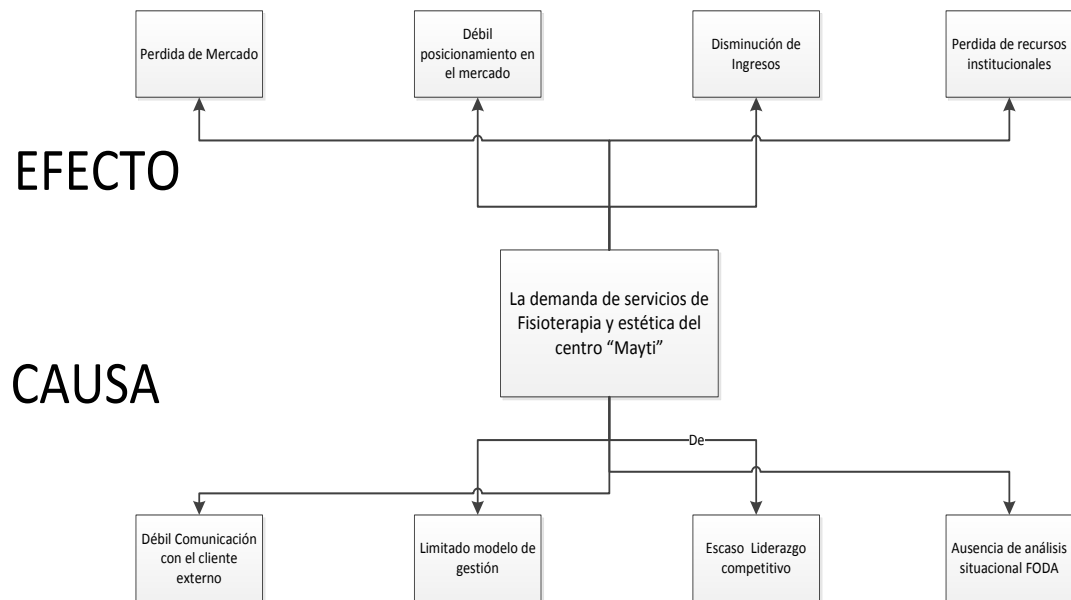 Perdida de Mercado
Débil
posicionamiento en
el mercado
Disminución de
Ingresos
Perdida de recursos
institucionales
EFECTO
La demanda de servicios de
Fisioterapia y estética del
centro “Mayti”
CAUSA
De
Débil Comunicación
con el cliente
externo
Limitado modelo de
gestión
Escaso Liderazgo
competitivo
Ausencia de análisis
situacional FODA